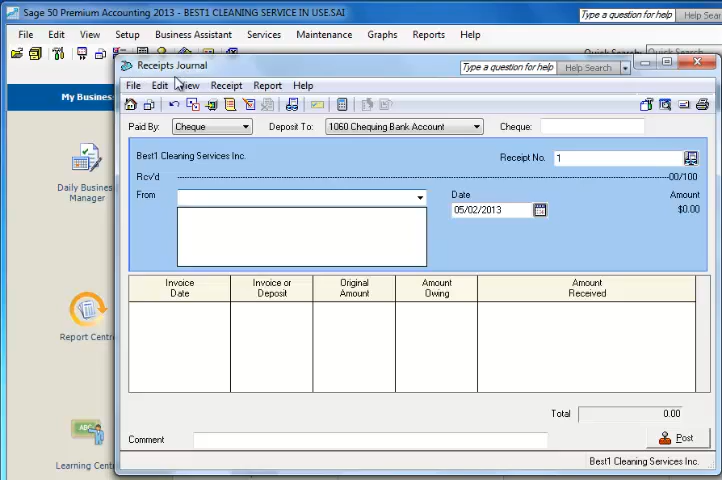 Sage 50 Premium Accounting 2013 - BEST1 CLEANING SERVICE IN USE.SAI
Type a question for help
Help Sear
File Edit View Setup Business Assistant Services Maintenance Graphs Reports Help
Receipts Journal
Type a question for help
Help Search
File Edit View Receipt Report Help
My Business
Paid By: Cheque
Deposit To: 1060 Chequing Bank Account
Cheque:
Best1 Cleaning Services Inc.
Receipt No. 1
Rcv'd
00/100
From
Date
Amount
05/02/2013
$0.00
Daily Business
Manager
Invoice
Date
Invoice or
Deposit
Original
Amount
Amount
Owing
Amount
Received
Report Centr
Total
0.00
Comment
Post
ABC
Learning Cent
Best1 Cleaning Services Inc.